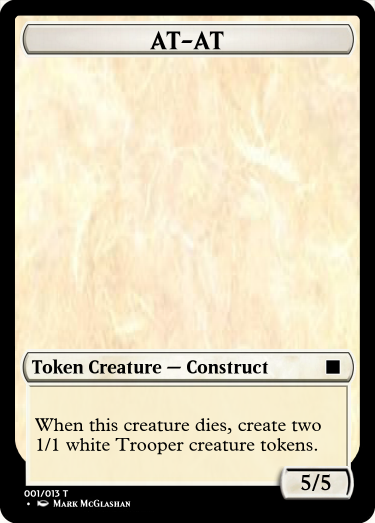 AT-AT
Token Creature — Construct
When this creature dies, create two
1/1 white Trooper creature tokens.
5/5
001/013 T
• Mark McGlashan